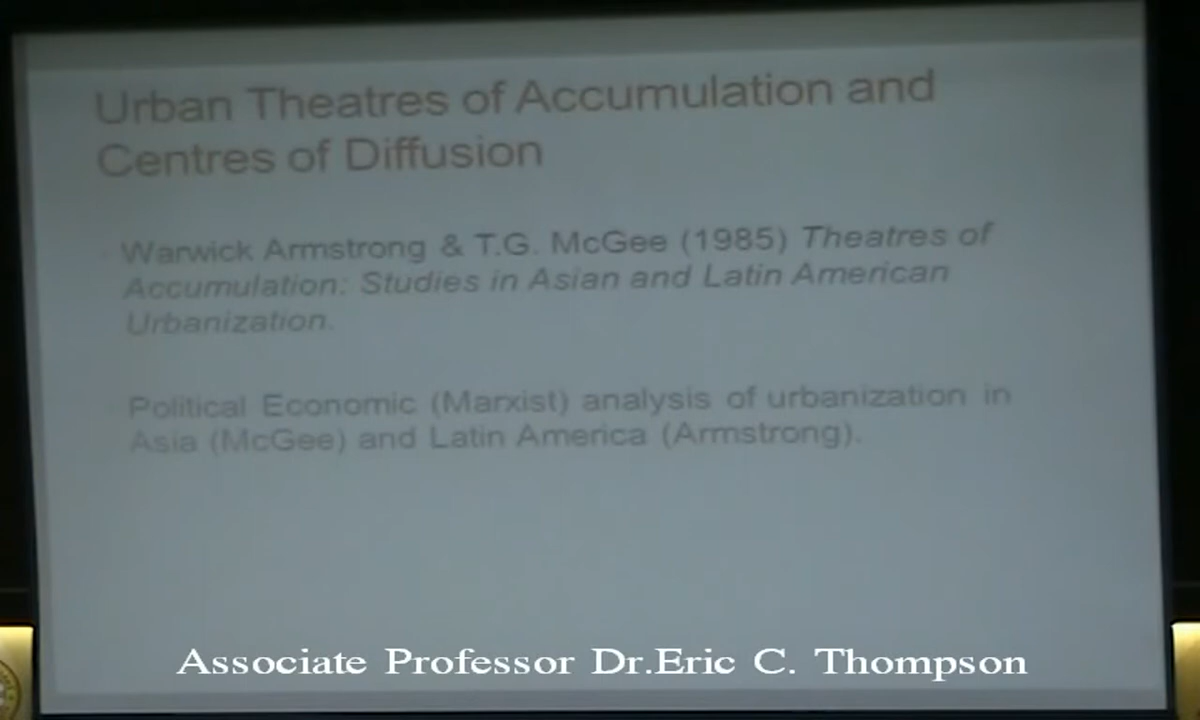 Urban Theatres of Accumulation and
Centres of Diffusion
Warwick Armstrong & T.G. McGee (1985) Theatres of
Accumulation: Studies in Asian and Latin American
Urbanization.
Political Economic (Marxist) analysis of urbanization in
Asia (McGee) and Latin America (Armstrong).
Associate Professor Dr.Eric C. Thompson